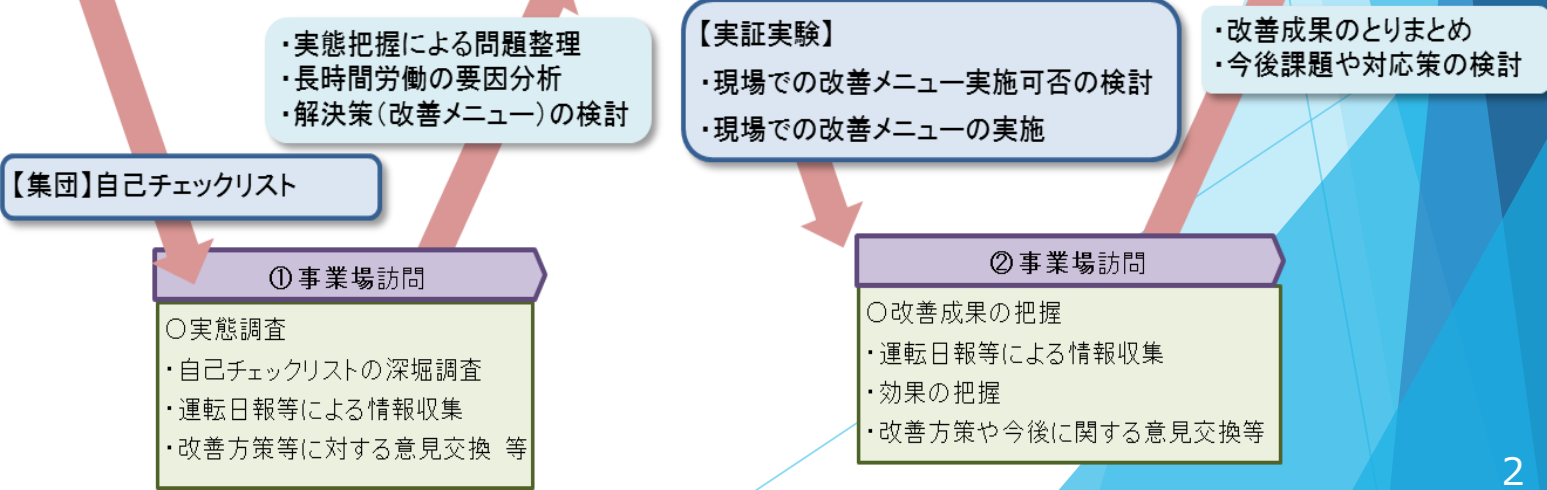 ・実態把握による問題整理
・長時間労働の要因分析
・解決策(改善メニュー)の検討
【実証実験】
・現場での改善メニュー実施可否の検討
・現場での改善メニューの実施
・改善成果のとりまとめ
・今後課題や対応策の検討
【集団】自己チェックリスト
①事業場訪問
〇実態調査
・自己チェックリストの深堀調査
・運転日報等による情報収集
・改善方策等に対する意見交換 等
②事業場訪問
〇改善成果の把握
・運転日報等による情報収集
・効果の把握
・改善方策や今後に関する意見交換等
2